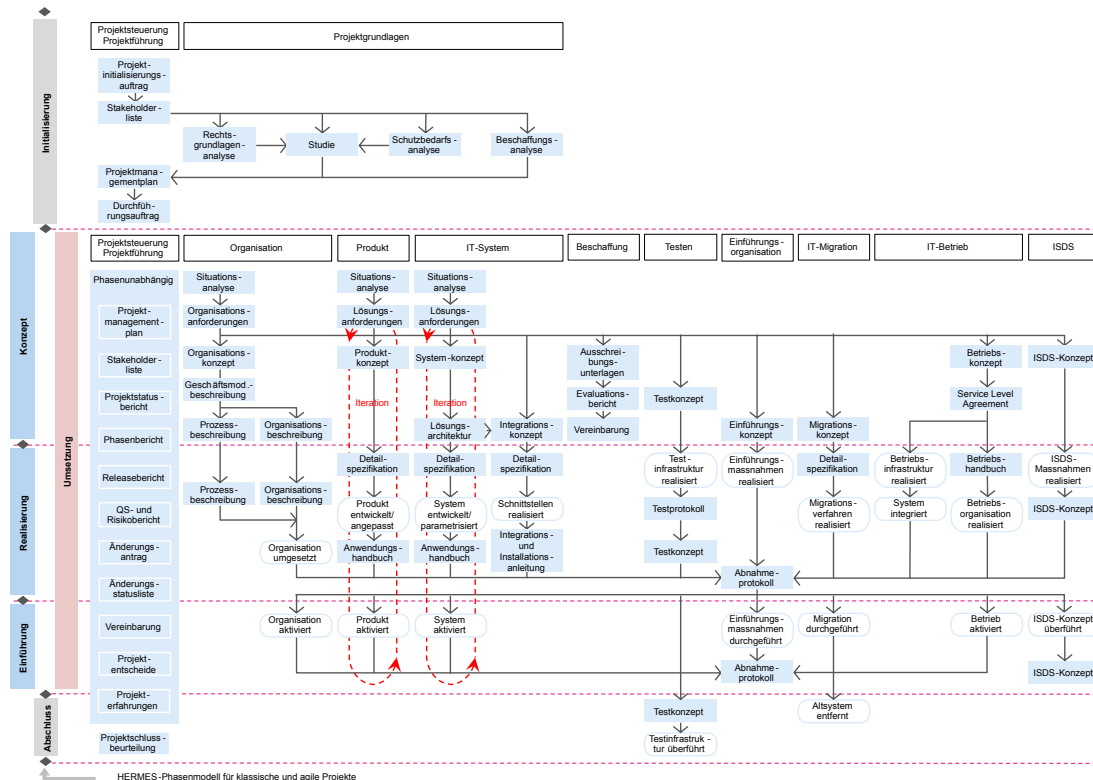 Initialisierung
Projektsteuerung
Projektführung
Projektgrundlagen
Projekt-
initialisierungs-
auftrag
Stakeholder-
liste
Rechts-
grundlagen-
analyse
Studie
Schutzbedarfs-
analyse
Beschaffungs-
analyse
Projektmana-
gementplan
Durchfüh-
rungsauftrag
Konzept
Realisierung
Einführung
Umsetzung
Abschluss
Projektsteuerung
Projektführung
Organisation
Produkt
IT-System
Beschaffung
Testen
Einführungs-
organisation
IT-Migration
IT-Betrieb
ISDS
Phasenunabhängig
Projekt-
management-
plan
Stakeholder-
liste
Projektstatus-
bericht
Phasenbericht
Releasebericht
QS- und
Risikobericht
Änderungs-
antrag
Änderungs-
statusliste
Vereinbarung
Projekt-
entscheide
Projekt-
erfahrungen
Projektschluss-
beurteilung
Situations-
analyse
Situations-
analyse
Situations-
analyse
Organisations-
anforderungen
Lösungs-
anforderungen
Lösungs-
anforderungen
Organisations-
konzept
Produkt-
konzept
System-konzept
Ausschrei-
bungs-
unterlagen
Betriebs-
konzept
ISDS-Konzept
Geschäftsmod.-
beschreibung
Iteration
Iteration
Evaluations-
bericht
Testkonzept
Service Level
Agreement
Prozess-
beschreibung
Organisations-
beschreibung
Lösungs-
architektur
Integrations-
konzept
Vereinbarung
Einführungs-
konzept
Migrations-
konzept
Detail-
spezifikation
Detail-
spezifikation
Detail-
spezifikation
Test-
infrastruktur
realisiert
Einführungs-
massnahmen
realisiert
Detail-
spezifikation
Betriebs-
infrastruktur
realisiert
Betriebs-
handbuch
ISDS-
Massnahmen
realisiert
Prozess-
beschreibung
Organisations-
beschreibung
Produkt
entwickelt/
angepasst
System
entwickelt/
parametrisiert
Schnittstellen
realisiert
Testprotokoll
Migrations-
verfahren
realisiert
System
integriert
Betriebs-
organisation
realisiert
ISDS-Konzept
Organisation
umgesetzt
Anwendungs-
handbuch
Anwendungs-
handbuch
Integrations-
und
Installations-
anleitung
Testkonzept
Abnahme-
protokoll
Organisation
aktiviert
Produkt
aktiviert
System
aktiviert
Einführungs-
massnahmen
durchgeführt
Migration
durchgeführt
Betrieb
aktiviert
ISDS-Konzept
überführt
Abnahme-
protokoll
ISDS-Konzept
Testkonzept
Altsystem
entfernt
Testinfrastruk-
tur überführt
HERMES-Phasenmodell für klassische und agile Projekte